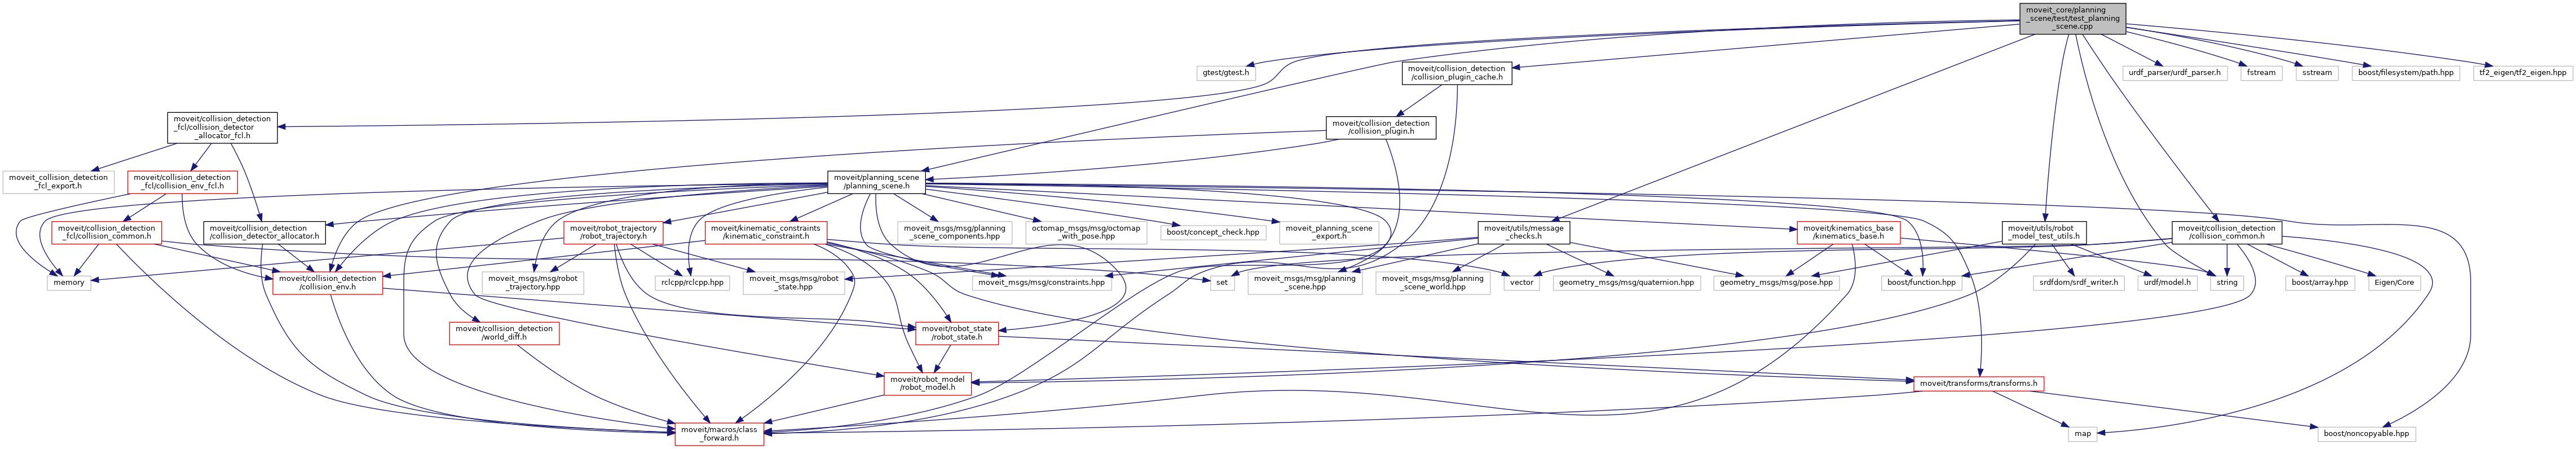 moveit_core/planning
_scene/test/test_planning
_scene.cpp
gtest/gtest.h
moveit/collision_detection
/collision_plugin_cache.h
urdf_parser/urdf_parser.h
fstream
sstream
boost/filesystem/path.hpp
tf2_eigen/tf2_eigen.hpp
moveit/collision_detection
_fcl/collision_detector
_allocator_fcl.h
moveit/collision_detection
/collision_plugin.h
moveit_collision_detection
_fcl_export.h
moveit/collision_detection
_fcl/collision_env_fcl.h
moveit/planning_scene
/planning_scene.h
moveit/collision_detection
_fcl/collision_common.h
moveit/collision_detection
/collision_detector_allocator.h
moveit/robot_trajectory
/robot_trajectory.h
moveit/kinematic_constraints
/kinematic_constraint.h
moveit_msgs/msg/planning
_scene_components.hpp
octomap_msgs/msg/octomap
_with_pose.hpp
boost/concept_check.hpp
moveit_planning_scene
_export.h
moveit/utils/message
_checks.h
moveit/kinematics_base
/kinematics_base.h
moveit/utils/robot
_model_test_utils.h
moveit/collision_detection
/collision_common.h
memory
moveit/collision_detection
/collision_env.h
moveit_msgs/msg/robot
_trajectory.hpp
rclcpp/rclcpp.hpp
moveit_msgs/msg/robot
_state.hpp
moveit_msgs/msg/constraints.hpp
set
moveit_msgs/msg/planning
_scene.hpp
moveit_msgs/msg/planning
_scene_world.hpp
vector
geometry_msgs/msg/quaternion.hpp
geometry_msgs/msg/pose.hpp
boost/function.hpp
srdfdom/srdf_writer.h
urdf/model.h
string
boost/array.hpp
Eigen/Core
moveit/collision_detection
/world_diff.h
moveit/robot_state
/robot_state.h
moveit/robot_model
/robot_model.h
moveit/transforms/transforms.h
moveit/macros/class
_forward.h
map
boost/noncopyable.hpp